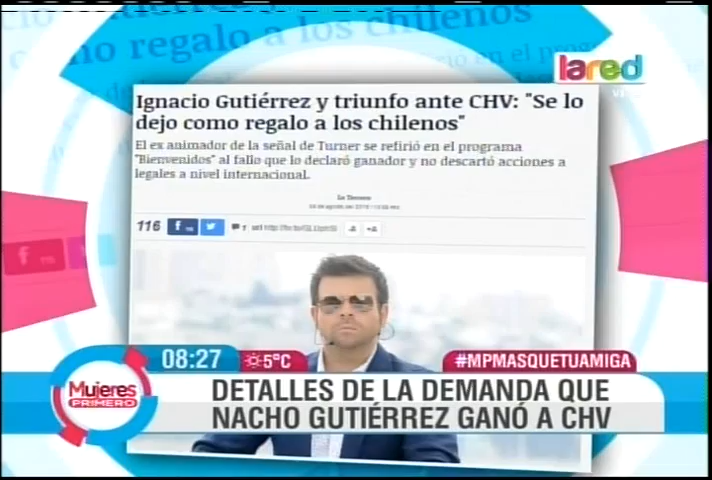 mo regalo a los chilenos
lared
Ignacio Gutiérrez y triunfo ante CHV: "Se lo
dejo como regalo a los chilenos"
El ex animador de la señal de Turner se refirió en el programa
"Bienvenidos" al fallo que lo declaró ganador y no descartó acciones a
legales a nivel internacional.
La Tercera
116
08:27
5°C
#MPMASQUETUAMIGA
Mujeres
PRIMERO
DETALLES DE LA DEMANDA QUE
NACHO GUTIÉRREZ GANÓ A CHV